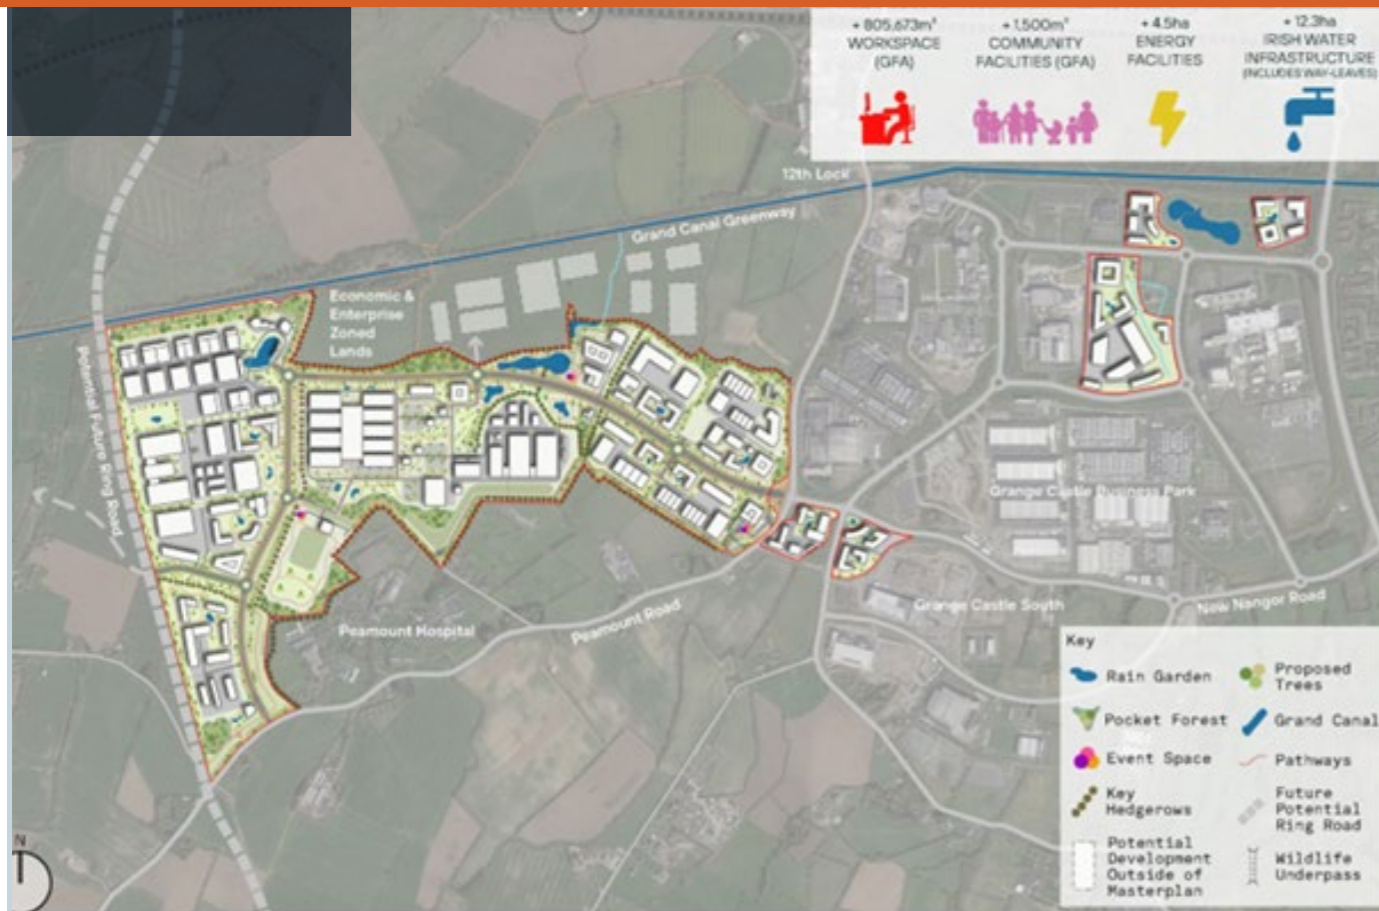 + 805,673m²
WORKSPACE
(GFA)
+ 1,500m²
COMMUNITY
FACILITIES (GFA)
+ 4.5ha
ENERGY
FACILITIES
+ 12.3ha
IRISH WATER
INFRASTRUCTURE
(INCLUDES WAY-LEAVES)
12th Lock
Grand Canal Greenway
Economic &
Enterprise
Zoned
Lands
Potential Future Ring Road
Grange Castle Business Park
Grange Castle South
New Nangor Road
Peamount Hospital
Peamount Road
Key
Rain Garden
Proposed
Trees
Pocket Forest
Grand Canal
Event Space
Pathways
Key
Hedgerows
Future
Potential
Ring Road
Potential
Development
Outside of
Masterplan
Wildlife
Underpass
N